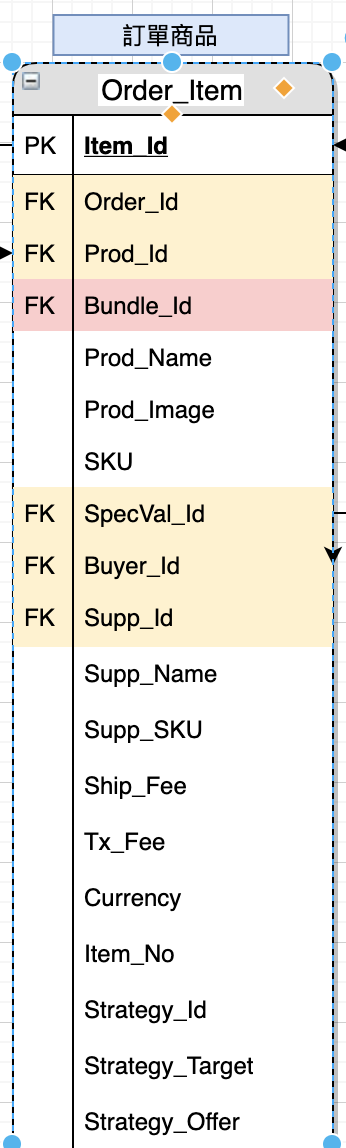 訂單商品
Order_Item
PK Item_Id
FK Order_Id
FK Prod_Id
FK Bundle_Id
Prod_Name
Prod_Image
SKU
FK SpecVal_Id
FK Buyer_Id
FK Supp_Id
Supp_Name
Supp_SKU
Ship_Fee
Tx_Fee
Currency
Item_No
Strategy_Id
Strategy_Target
Strategy_Offer